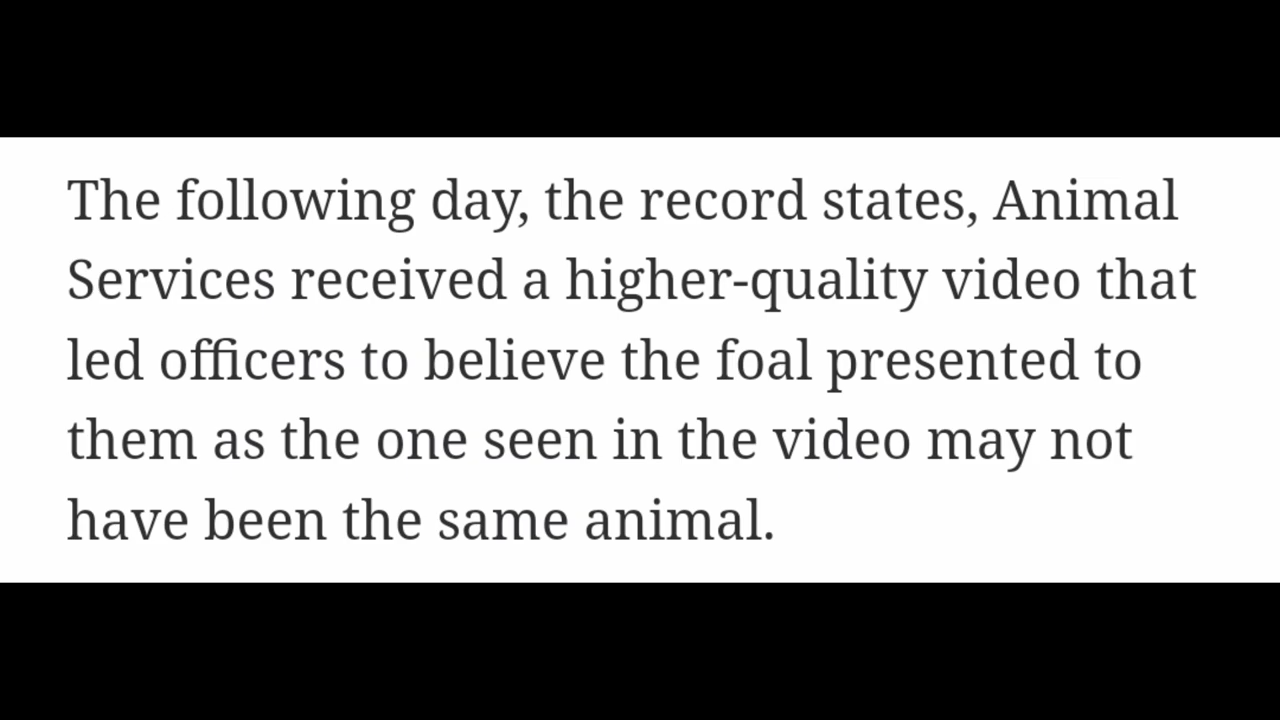 The following day, the record states, Animal
Services received a higher-quality video that
led officers to believe the foal presented to
them as the one seen in the video may not
have been the same animal.